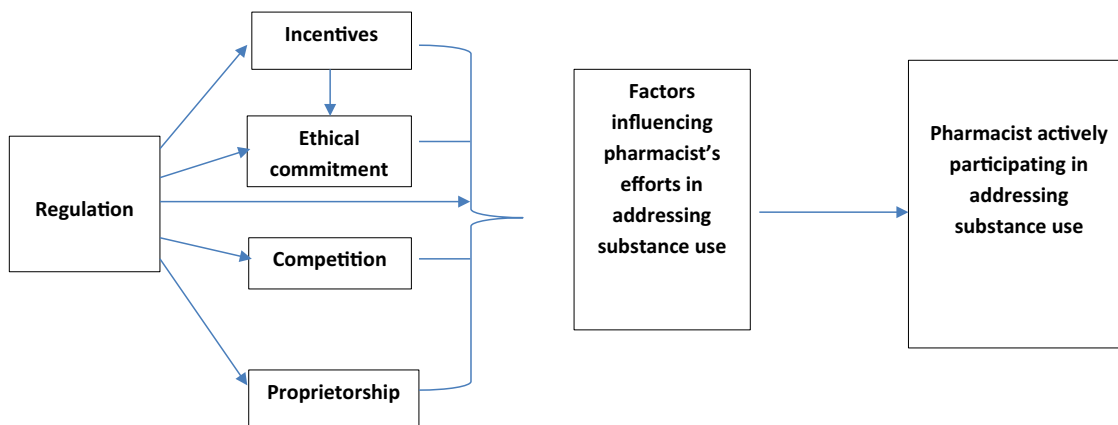 Incentives
Ethical
commitment
Regulation
Competition
Proprietorship
Factors
influencing
pharmacist’s
efforts in
addressing
substance use
Pharmacist actively
participating in
addressing
substance use